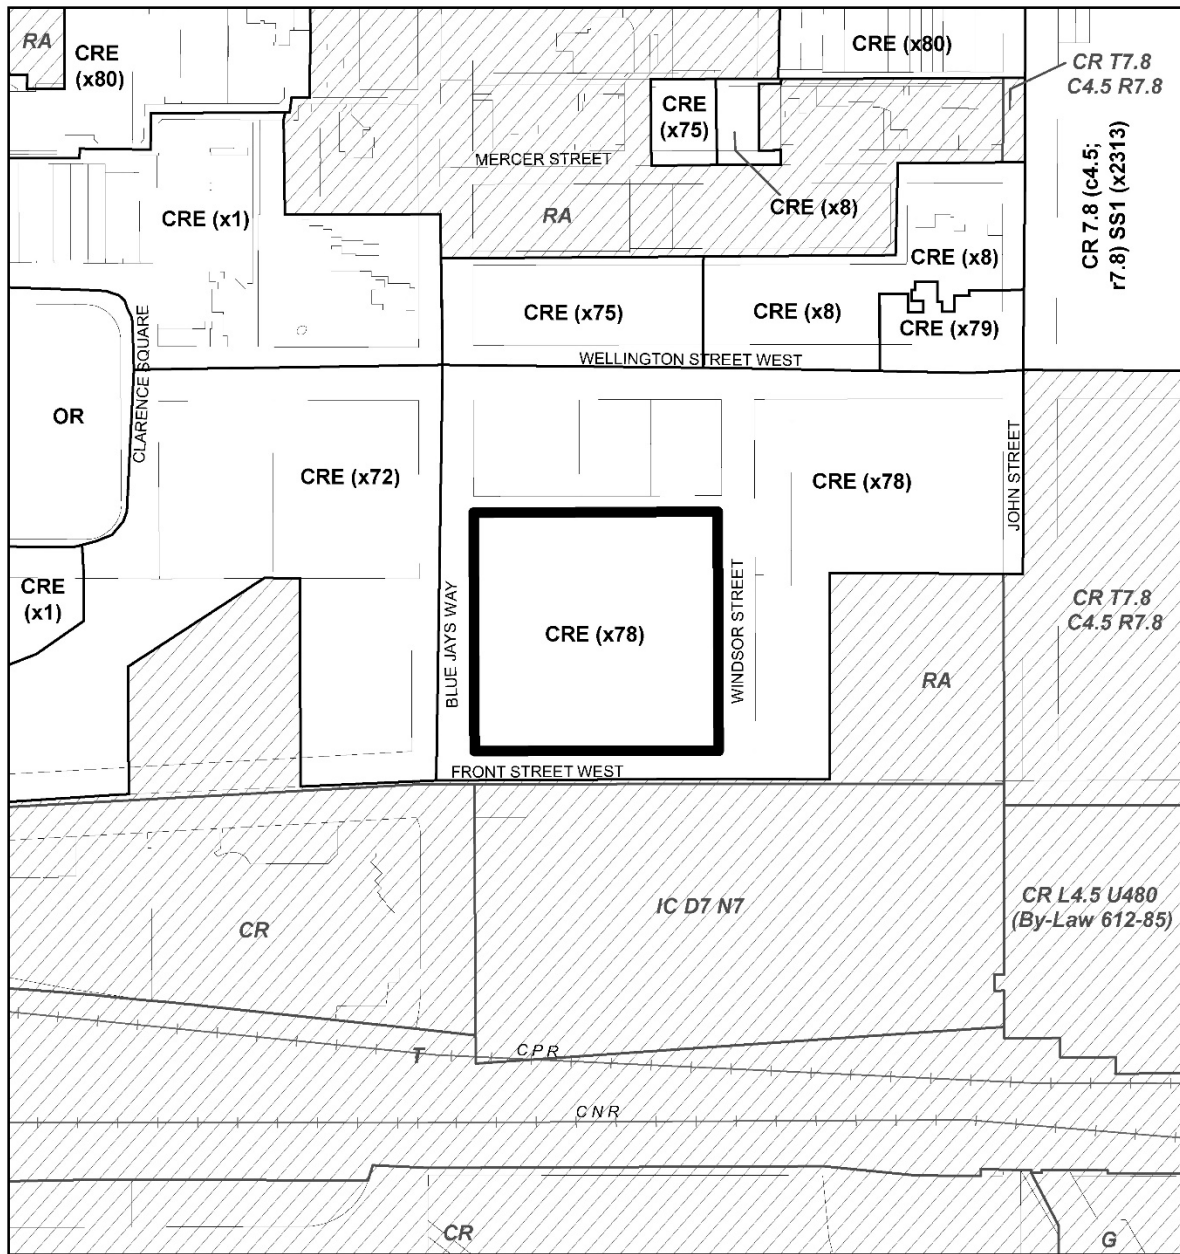 RA
CRE
(x80)
CRE (x80)
CR T7.8
C4.5 R7.8
CRE
(x75)
MERCER STREET
CRE (x8)
CRE (x1)
RA
CR 7.8 (c4.5;
r7.8) SS1 (x2313)
CRE (x8)
CRE (x75)
CRE (x8)
CRE (x79)
WELLINGTON STREET WEST
CLARENCE SQUARE
OR
CRE (x72)
CRE (x78)
JOHN STREET
CRE
(x1)
BLUE JAYS WAY
CRE (x78)
WINDSOR STREET
CR T7.8
C4.5 R7.8
RA
FRONT STREET WEST
CR
IC D7 N7
CR L4.5 U480
(By-Law 612-85)
T
CPR
CNR
CR
G